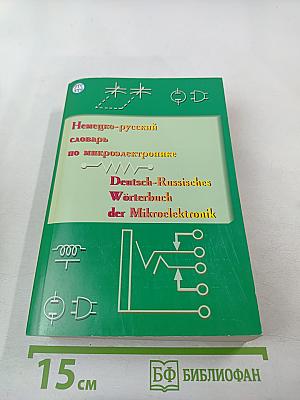 Немецко-русский
словарь
по микроэлектронике
Deutsch-Russisches
Wörterbuch
der Mikroelektronik
15 см
БФ БИБЛИОФАН